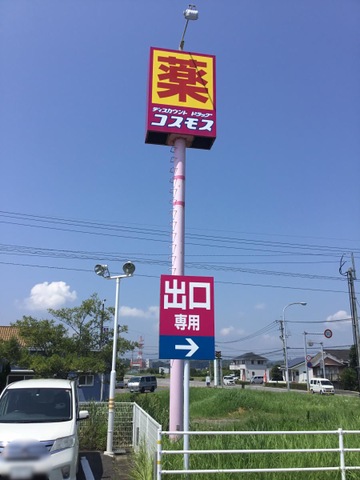 薬
ディスカウント ドラッグ
コスモス
出口
専用
→